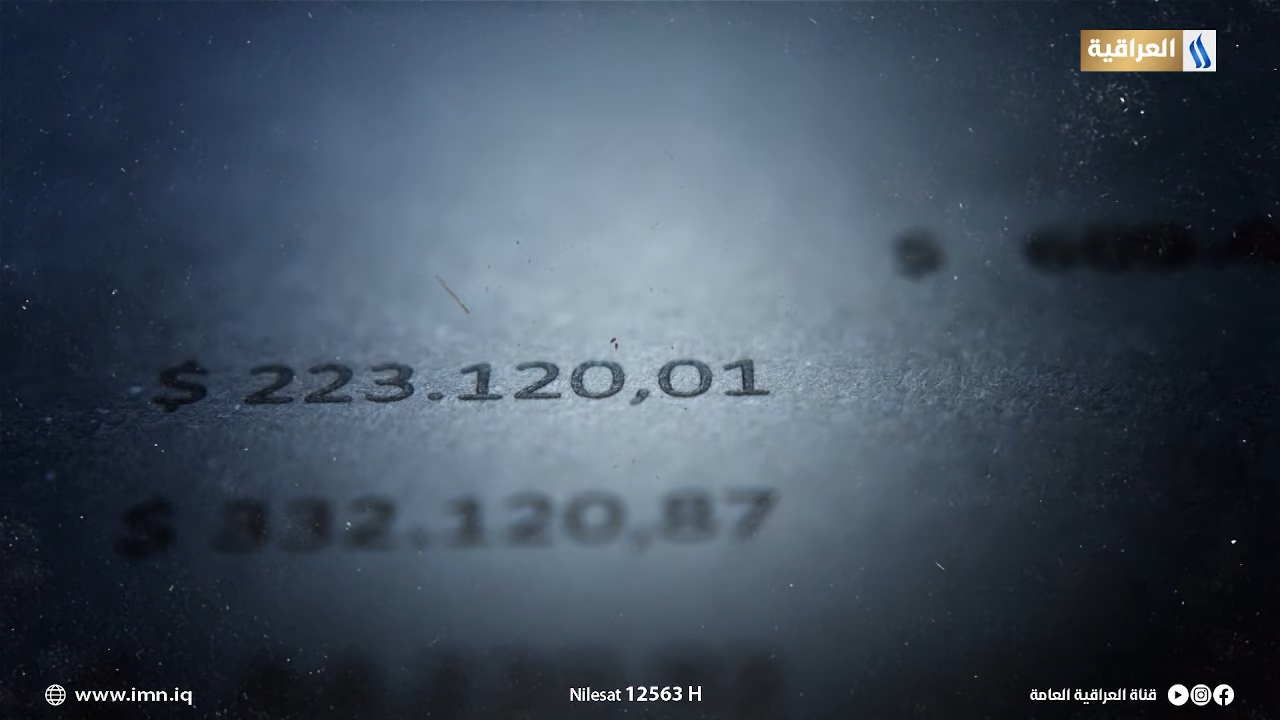 العراقية
$ 223.120,01
$ 332.120,87
www.imn.iq
Nilesat 12563 H
قناة العراقية العامة